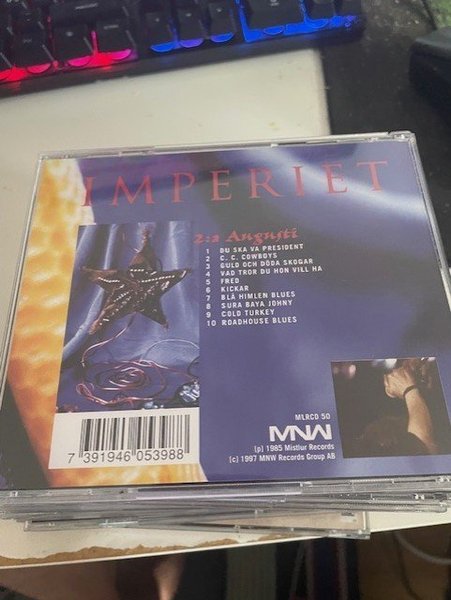 IMPERIET
2:a Augusti
1 DU SKA VA PRESIDENT
2 C. C. COWBOYS
3 GULD OCH DÖDA SKOGAR
4 VAD TROR DU HON VILL HA
5 FRED
6 KICKAR
7 BLÅ HIMLEN BLUES
8 SURA BAYA JOHNY
9 COLD TURKEY
10 ROADHOUSE BLUES
MLRCD 50
MNW
(p) 1985 Mistlur Records
(c) 1997 MNW Records Group AB
7 391946 053988